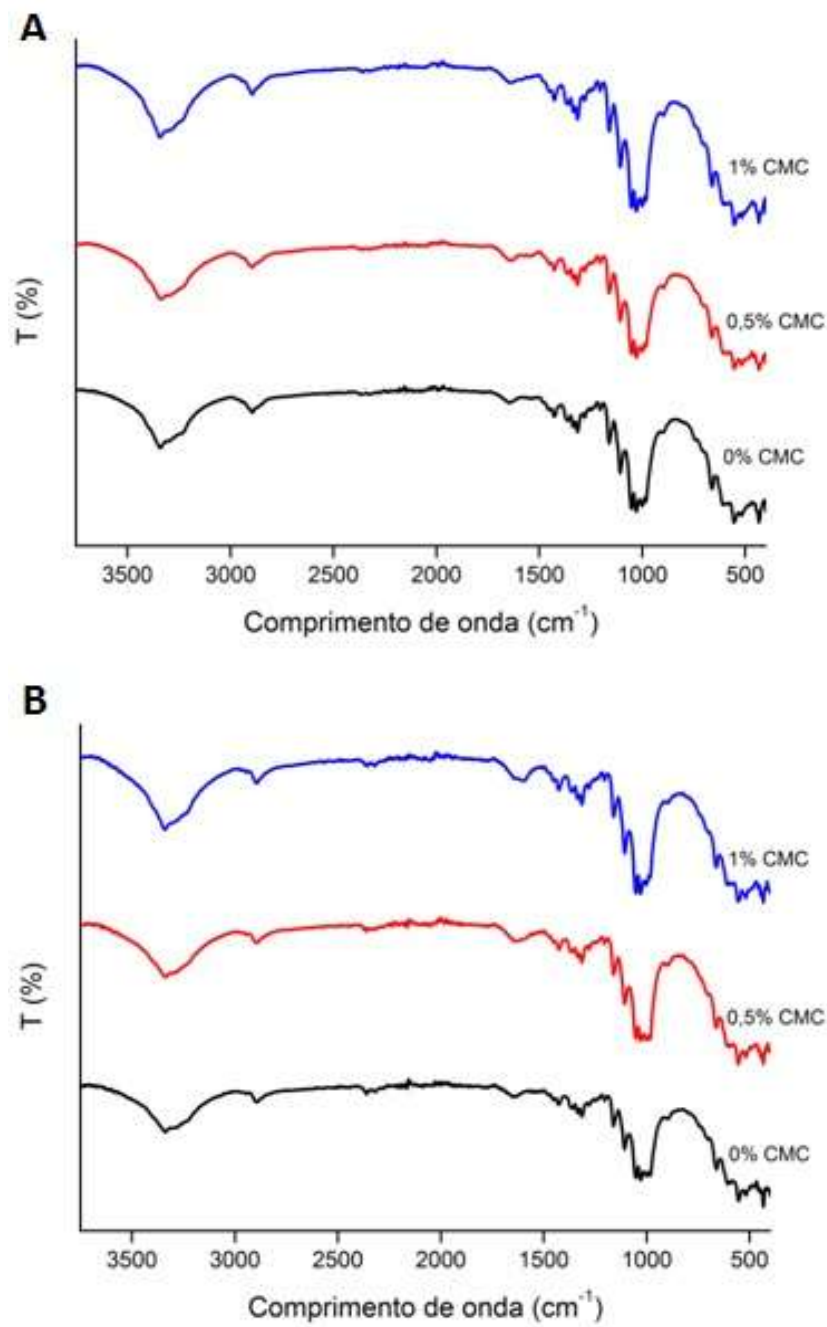 A
T (%)
1% CMC
0,5% CMC
0% CMC
3500 3000 2500 2000 1500 1000 500
Comprimento de onda (cm⁻¹)
B
T (%)
1% CMC
0,5% CMC
0% CMC
3500 3000 2500 2000 1500 1000 500
Comprimento de onda (cm⁻¹)